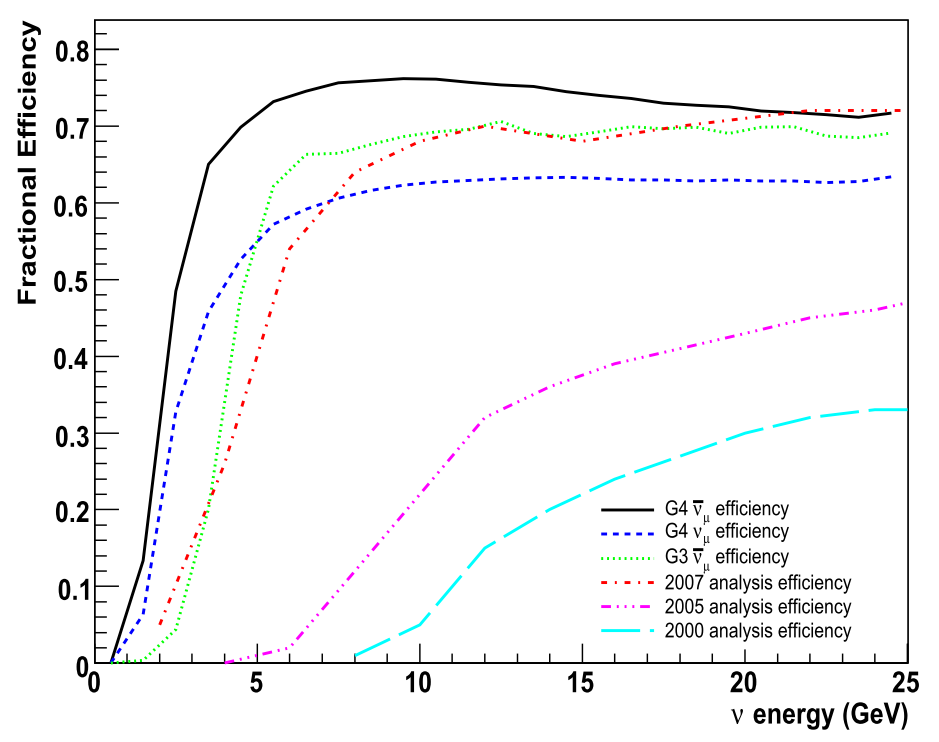 Fractional Efficiency
0.8
0.7
0.6
0.5
0.4
0.3
0.2
0.1
0
0 5 10 15 20 25
ν energy (GeV)
G4 ν̅μ efficiency
G4 νμ efficiency
G3 ν̅μ efficiency
2007 analysis efficiency
2005 analysis efficiency
2000 analysis efficiency